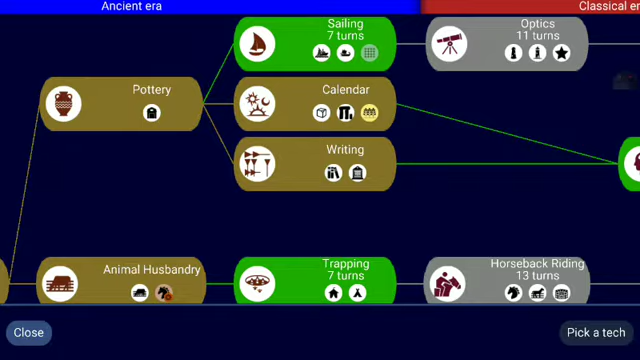 Ancient era
Classical er
Sailing
7 turns
Optics
11 turns
Pottery
Calendar
Writing
Animal Husbandry
Trapping
7 turns
Horseback Riding
13 turns
Close
Pick a tech